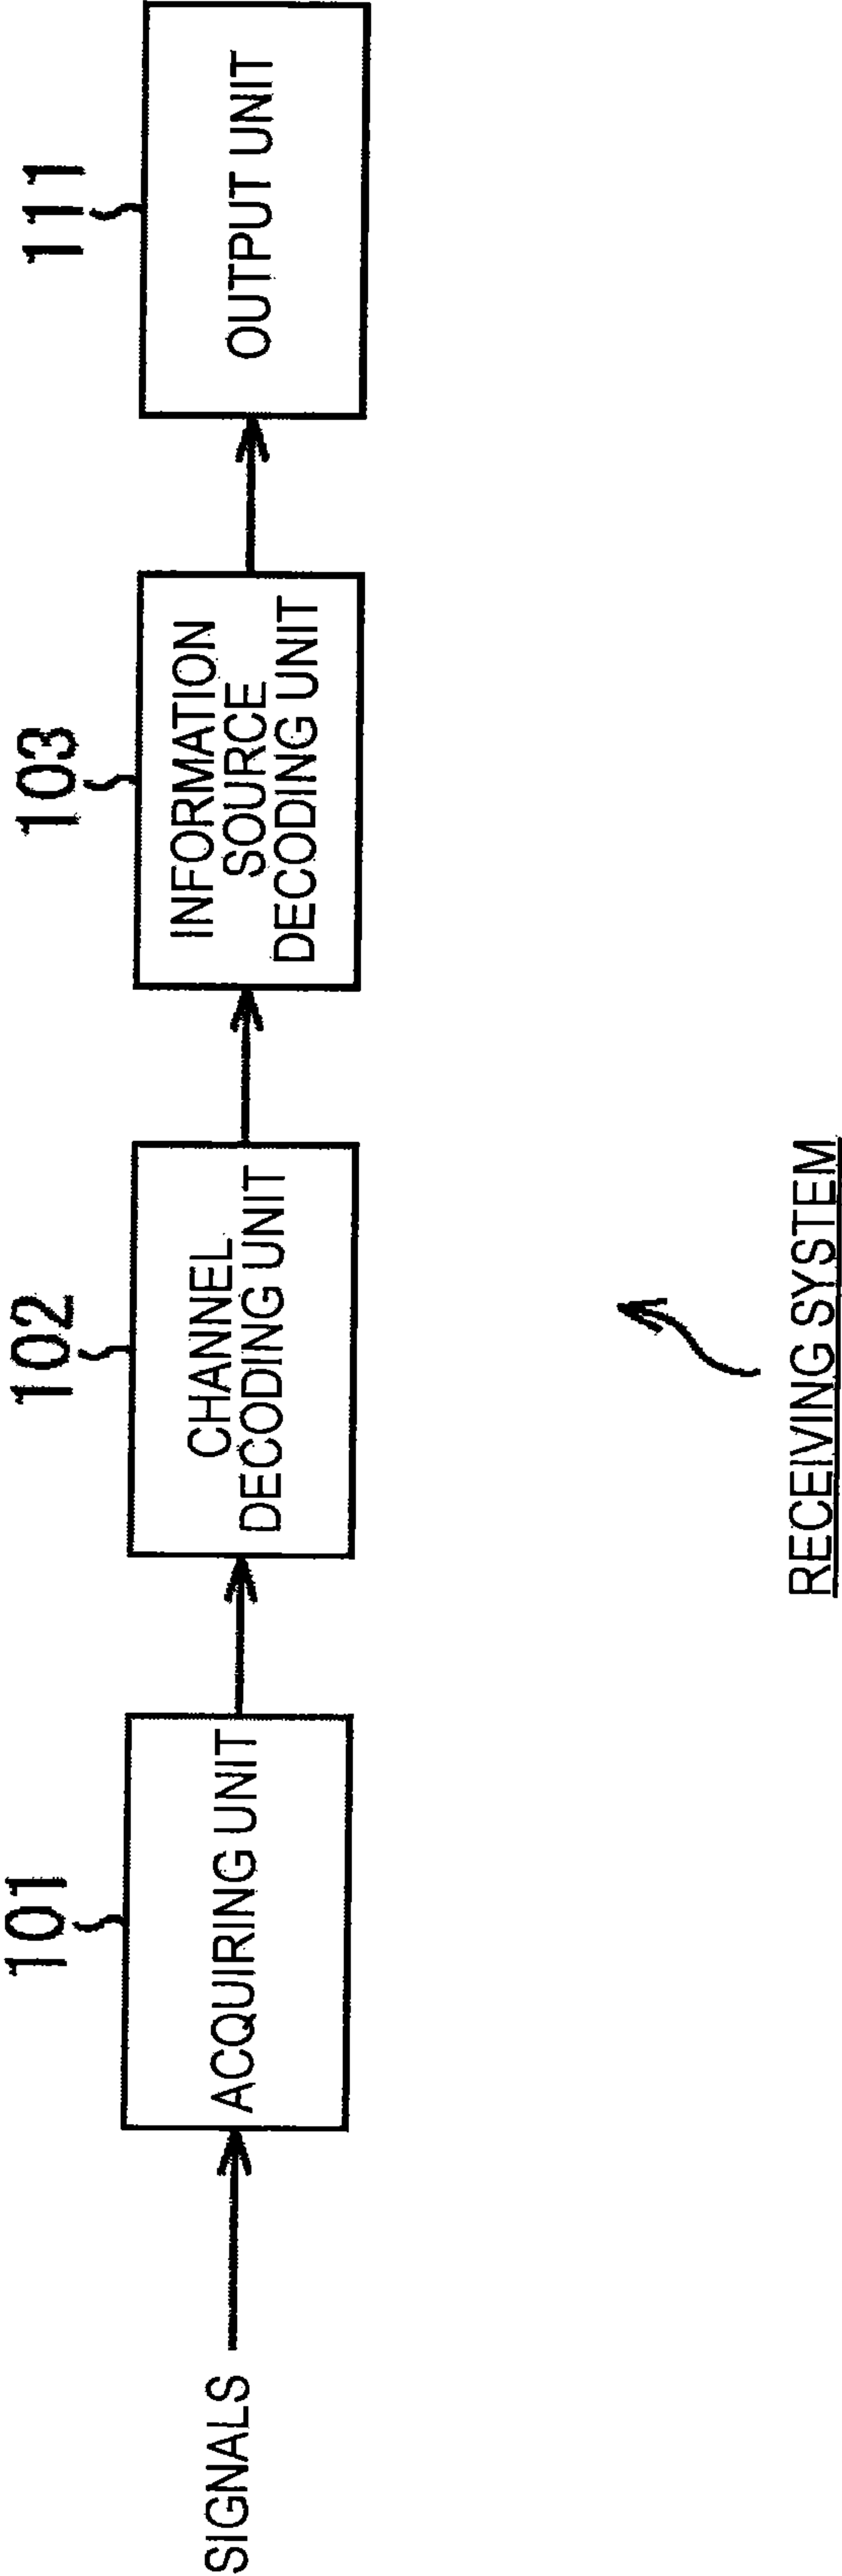 101
102
103
111
SIGNALS
ACQUIRING UNIT
CHANNEL
DECODING UNIT
INFORMATION
SOURCE
DECODING UNIT
OUTPUT UNIT
RECEIVING SYSTEM